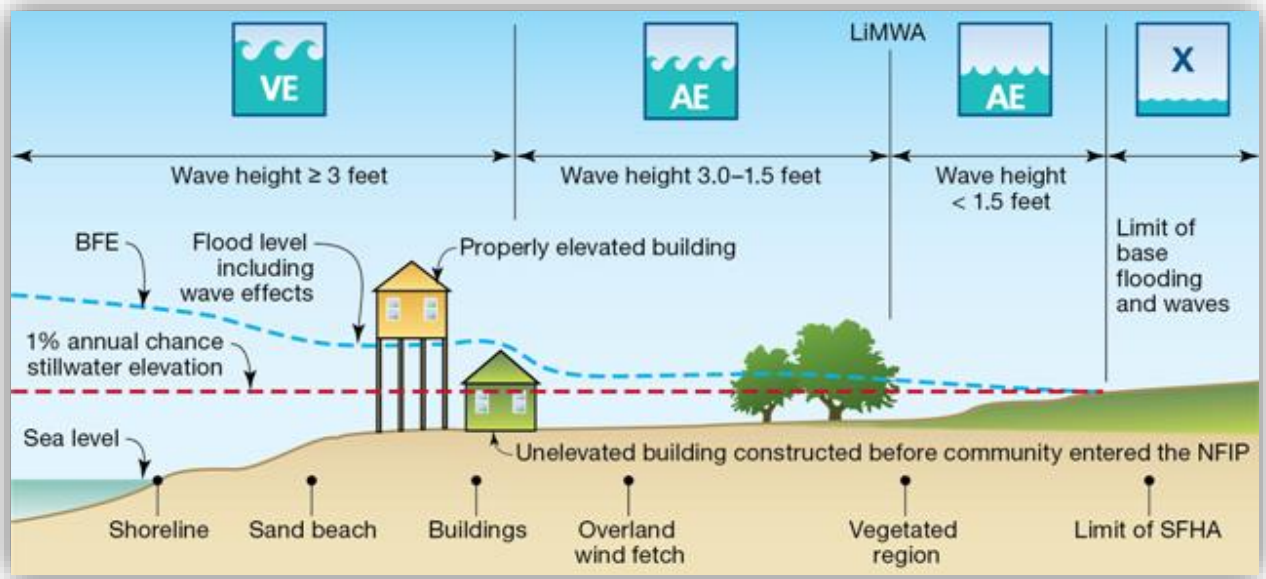 VE
AE
LiMWA
AE
X
Wave height ≥ 3 feet
Wave height 3.0–1.5 feet
Wave height
< 1.5 feet
Limit of
base
flooding
and waves
BFE
Flood level
including
wave effects
Properly elevated building
1% annual chance
stillwater elevation
Sea level
Unelevated building constructed before community entered the NFIP
Shoreline
Sand beach
Buildings
Overland
wind fetch
Vegetated
region
Limit of SFHA